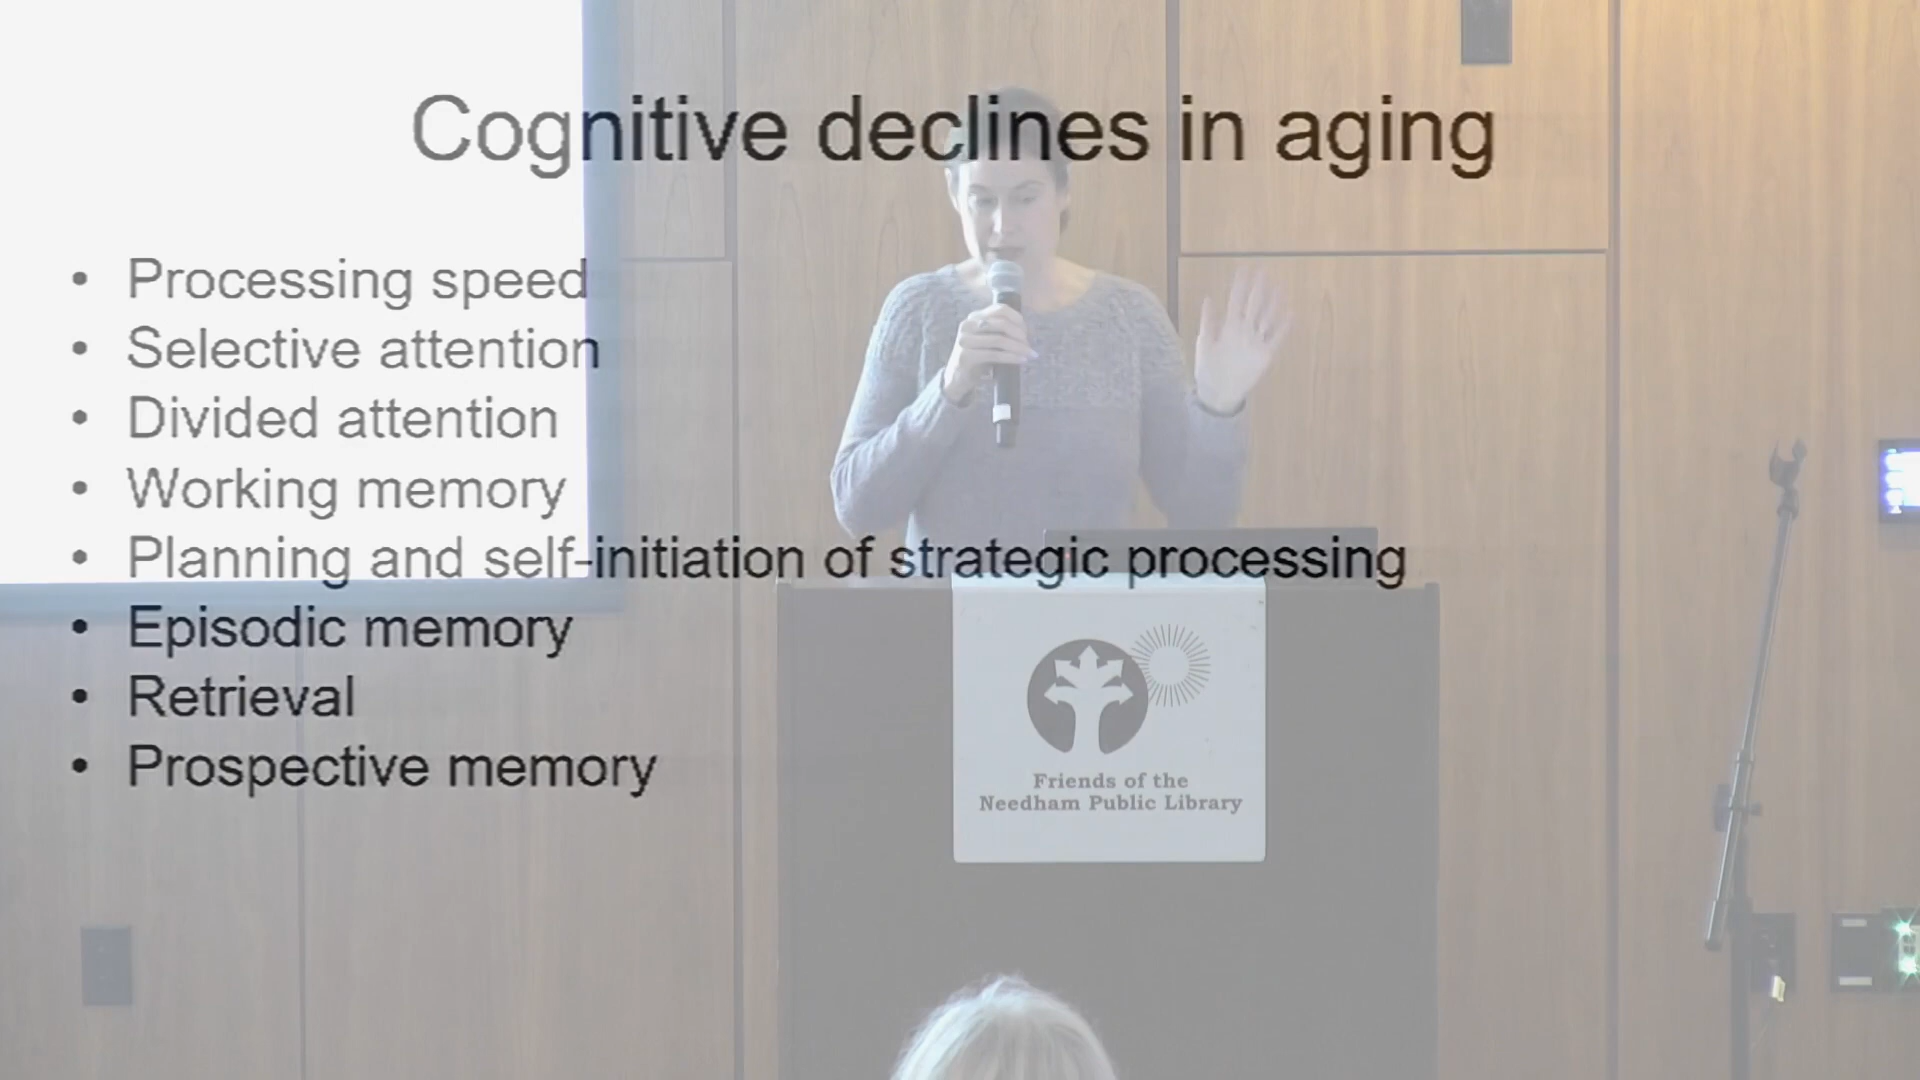 Cognitive declines in aging
• Processing speed
• Selective attention
• Divided attention
• Working memory
• Planning and self-initiation of strategic processing
• Episodic memory
• Retrieval
• Prospective memory
Friends of the
Needham Public Library